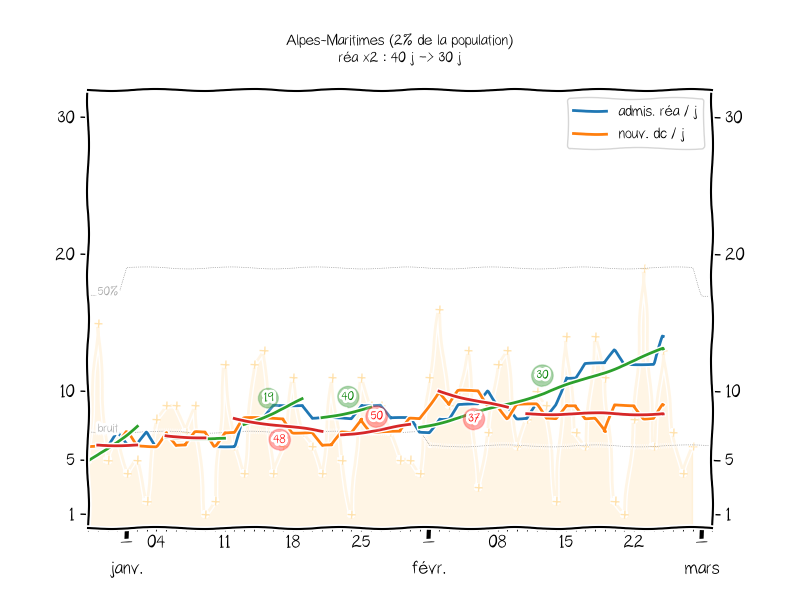 Alpes-Maritimes (2% de la population)
réa x2 : 40 j -> 30 j
admis. réa / j
nouv. dc / j
30 30
20 20
50%
10 10
bruit
5 5
1 1
19
40
30
48
50
37
04 11 18 25 08 15 22
janv. févr. mars